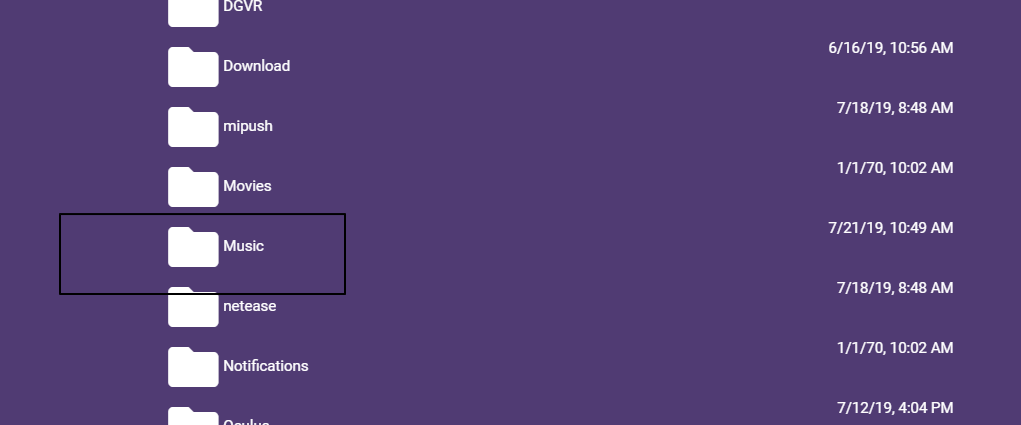 DGVR
6/16/19, 10:56 AM
Download
7/18/19, 8:48 AM
mipush
1/1/70, 10:02 AM
Movies
7/21/19, 10:49 AM
Music
7/18/19, 8:48 AM
netease
1/1/70, 10:02 AM
Notifications
7/12/19, 4:04 PM
Oculus